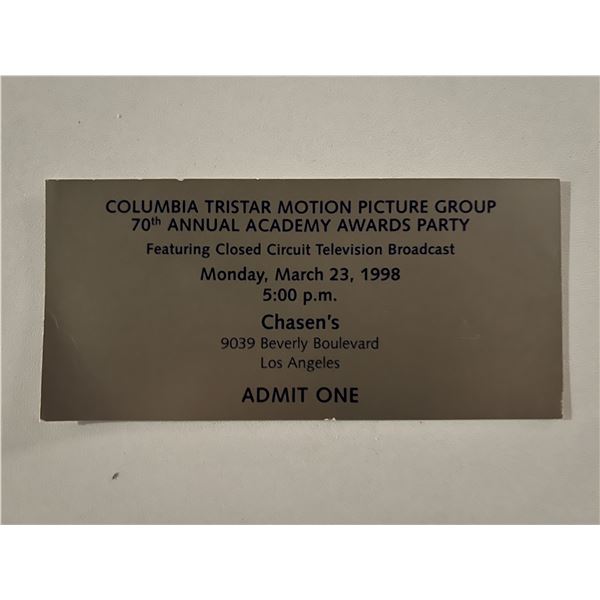 COLUMBIA TRISTAR MOTION PICTURE GROUP
70th ANNUAL ACADEMY AWARDS PARTY
Featuring Closed Circuit Television Broadcast
Monday, March 23, 1998
5:00 p.m.
Chasen's
9039 Beverly Boulevard
Los Angeles
ADMIT ONE